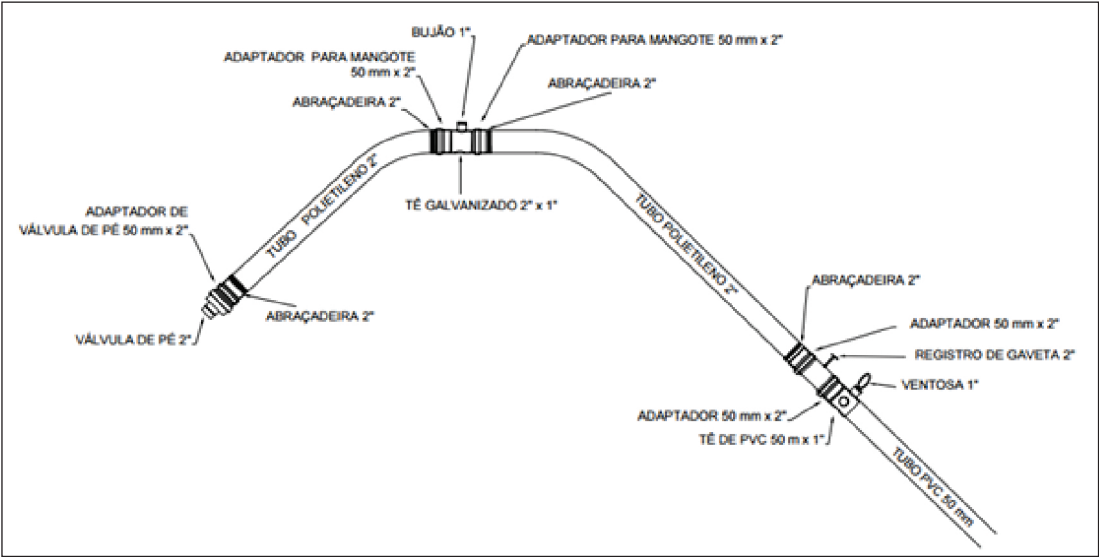 BUJÃO 1"
ADAPTADOR PARA MANGOTE 50 mm x 2"
ADAPTADOR PARA MANGOTE
50 mm x 2"
ABRAÇADEIRA 2"
ABRAÇADEIRA 2"
TUBO POLIETILENO 2"
TÊ GALVANIZADO 2" x 1"
TUBO POLIETILENO 2"
ADAPTADOR DE
VÁLVULA DE PÉ 50 mm x 2"
ABRAÇADEIRA 2"
VÁLVULA DE PÉ 2"
ABRAÇADEIRA 2"
ADAPTADOR 50 mm x 2"
REGISTRO DE GAVETA 2"
VENTOSA 1"
ADAPTADOR 50 mm x 2"
TÊ DE PVC 50 m x 1"
TUBO PVC 50 mm